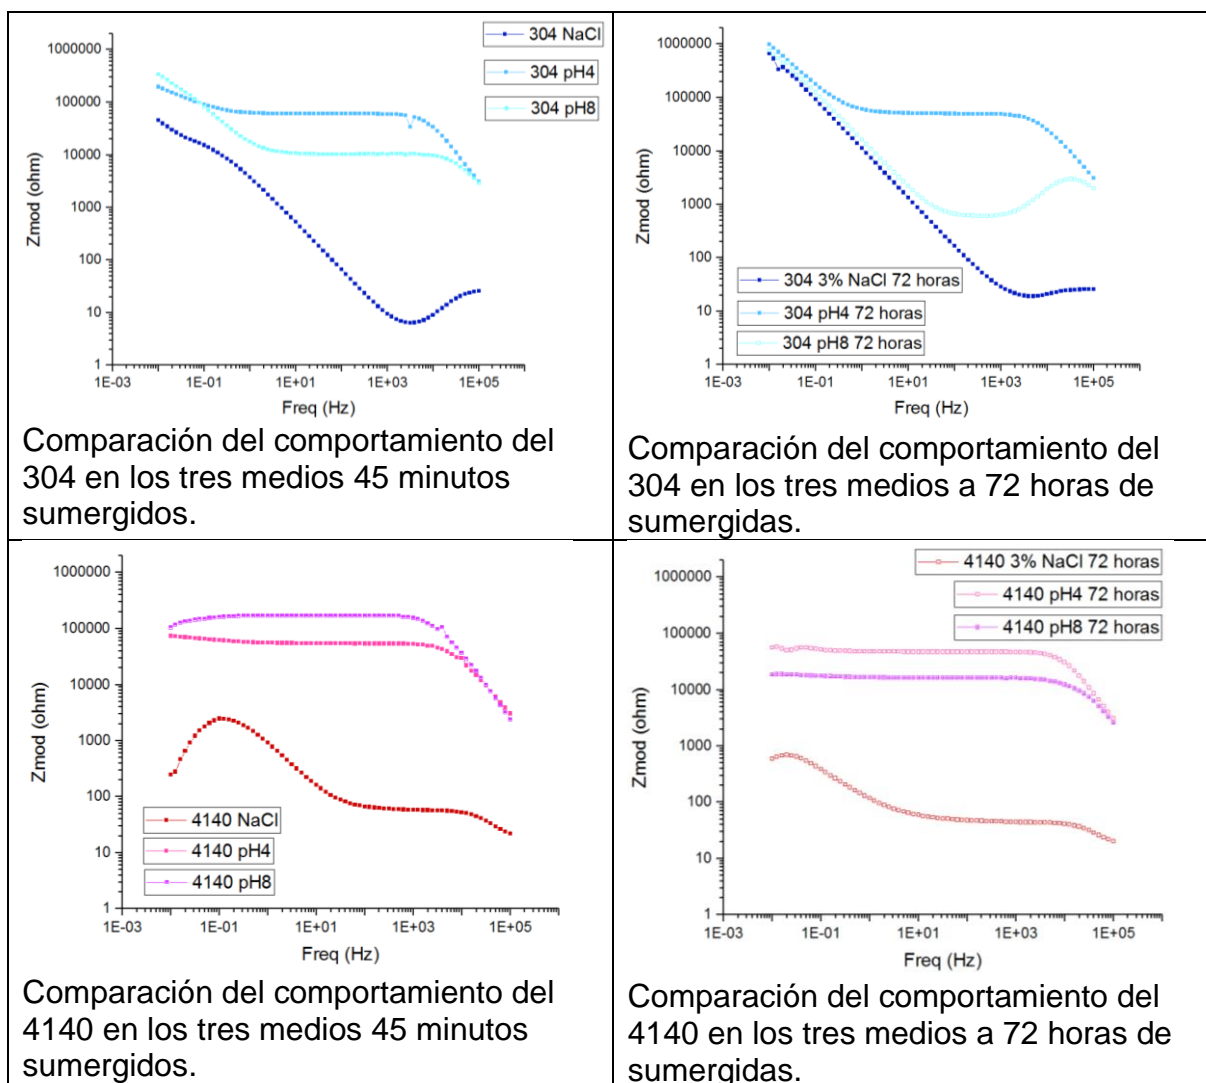 1000000
100000
10000
1000
100
10
1
Zmod (ohm)
1E-03
1E-01
1E+01
1E+03
1E+05
Freq (Hz)
304 NaCl
304 pH4
304 pH8
Comparación del comportamiento del
304 en los tres medios 45 minutos
sumergidos.
1000000
100000
10000
1000
100
10
1
Zmod (ohm)
1E-03
1E-01
1E+01
1E+03
1E+05
Freq (Hz)
304 3% NaCl 72 horas
304 pH4 72 horas
304 pH8 72 horas
Comparación del comportamiento del
304 en los tres medios a 72 horas de
sumergidas.
1000000
100000
10000
1000
100
10
1
Zmod (ohm)
1E-03
1E-01
1E+01
1E+03
1E+05
Freq (Hz)
4140 NaCl
4140 pH4
4140 pH8
Comparación del comportamiento del
4140 en los tres medios 45 minutos
sumergidos.
1000000
100000
10000
1000
100
10
1
Zmod (ohm)
1E-03
1E-01
1E+01
1E+03
1E+05
Freq (Hz)
4140 3% NaCl 72 horas
4140 pH4 72 horas
4140 pH8 72 horas
Comparación del comportamiento del
4140 en los tres medios a 72 horas de
sumergidas.